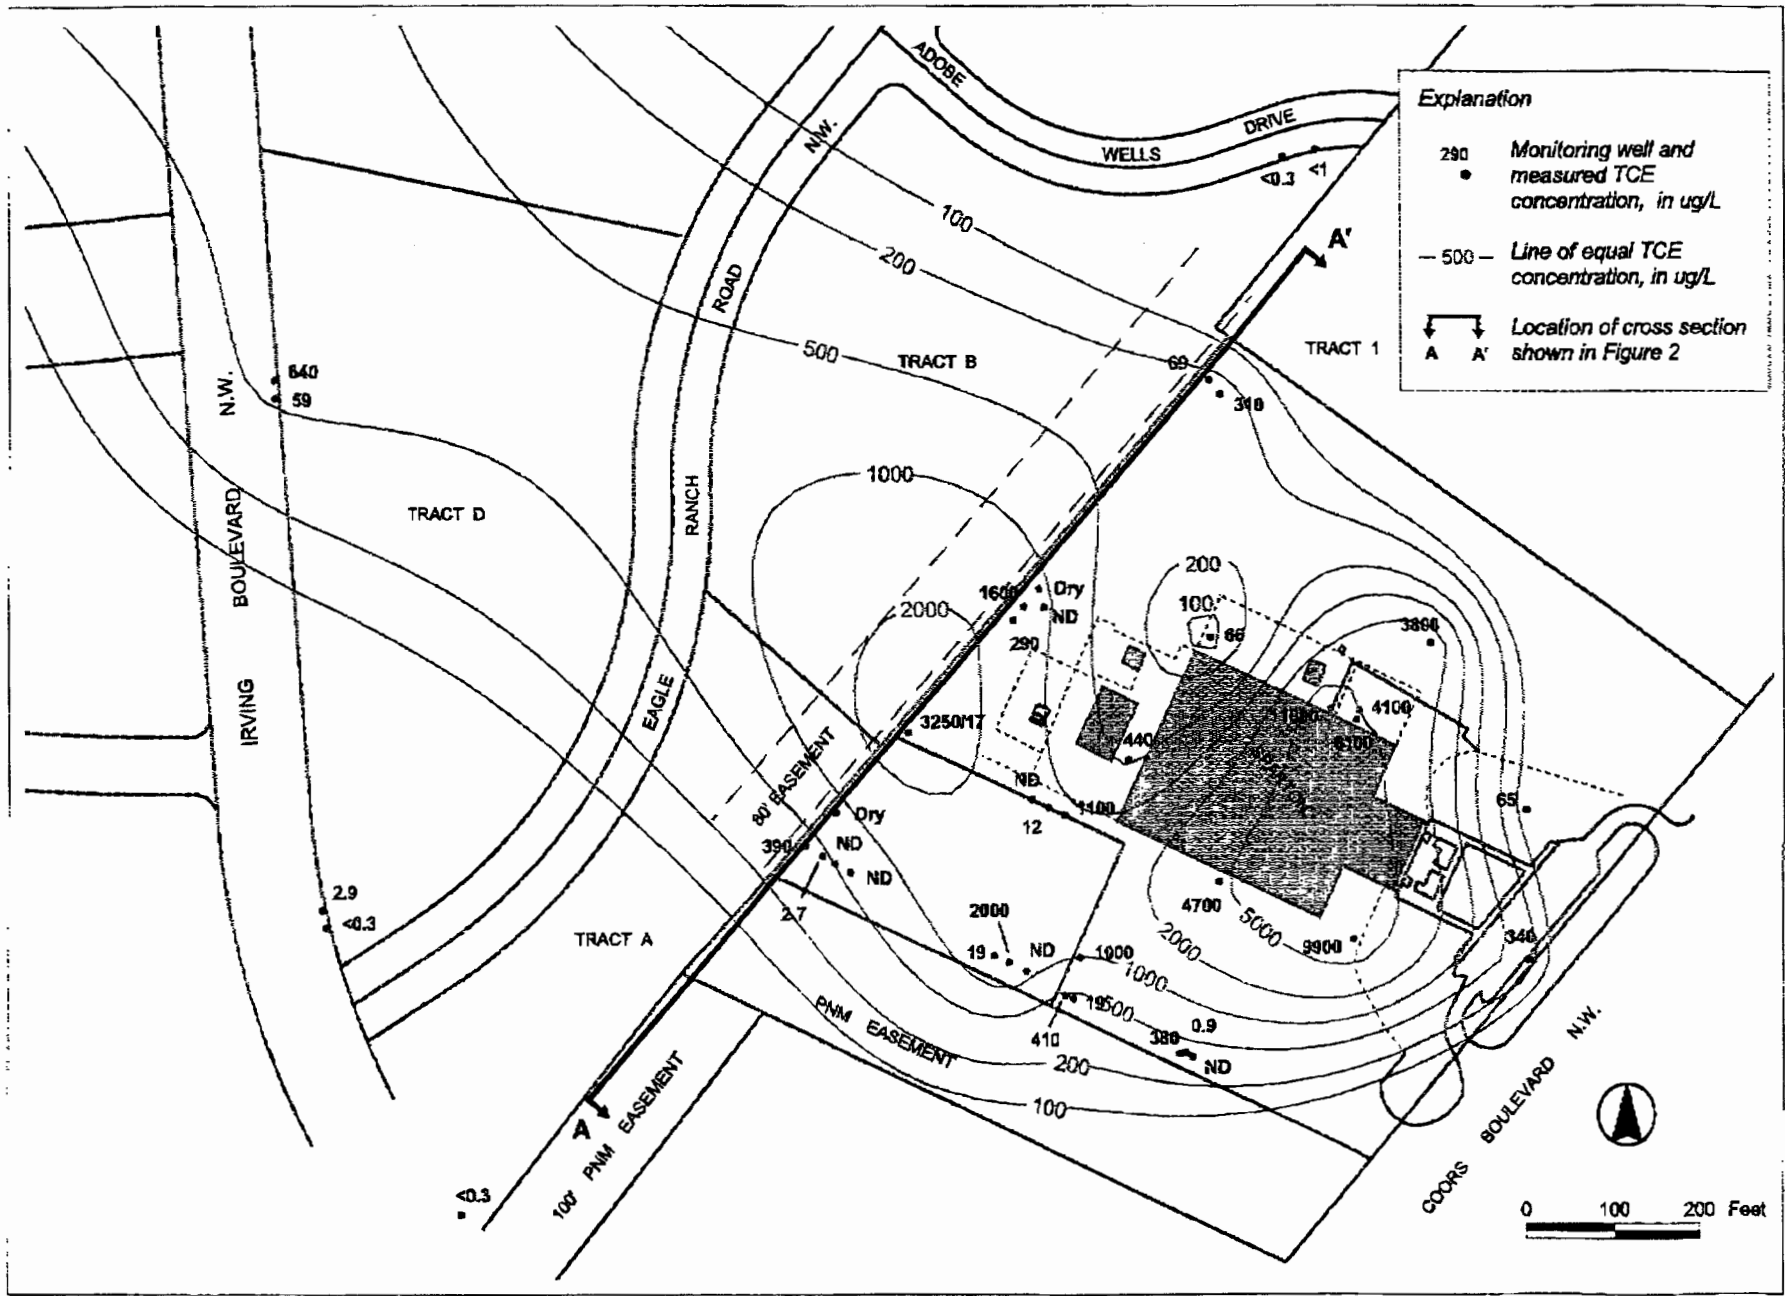 ADOBE
WELLS
DRIVE
<0.3
<1
Explanation
290
Monitoring well and
measured TCE
concentration, in ug/L
— 500 —
Line of equal TCE
concentration, in ug/L
A A'
Location of cross section
shown in Figure 2
A'
N.W.
100
200
ROAD
500
TRACT B
69
310
TRACT 1
640
59
N.W.
BOULEVARD
IRVING
TRACT D
RANCH
EAGLE
1000
2000
1600
Dry
ND
290
200
100
66
3800
4100
440
3250/17
ND
12
1100
65
80' EASEMENT
Dry
390
ND
ND
2.7
4700
5000
2000
9900
340
2.9
<0.3
TRACT A
2000
19
ND
1000
1000
500
410
380
0.9
ND
PNM EASEMENT
200
100
A
100' PNM EASEMENT
<0.3
COORS BOULEVARD N.W.
0 100 200 Feet